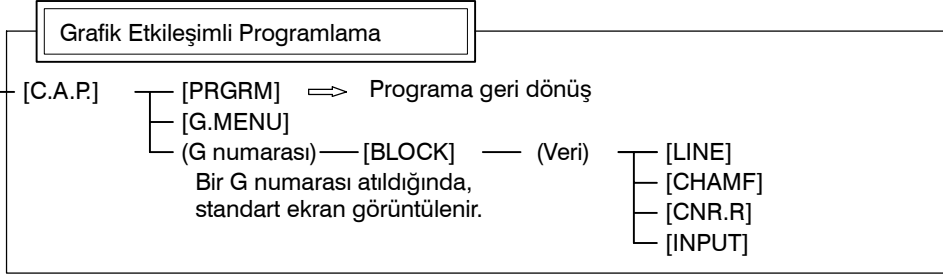 Grafik Etkileşimli Programlama
[C.A.P.] [PRGRM] Programa geri dönüş
[G.MENU]
(G numarası) [BLOCK] (Veri) [LINE]
Bir G numarası atıldığında, [CHAMF]
standart ekran görüntülenir. [CNR.R]
[INPUT]